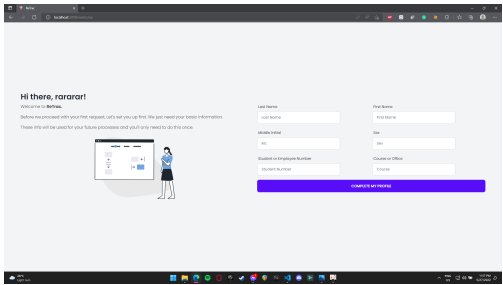 localhost
Hi there, rararar!
Welcome to Refraa.
Before we proceed with your first request, Let's set you up first. We just need your basic information.
These info will be used for your future processes and you'll only need to do this once.
Last Name
First Name
Last Name
First Name
Middle Initial
Sex
M.I.
Sex
Student or Employee Number
Course or Office
Student Number
Course
COMPLETE MY PROFILE